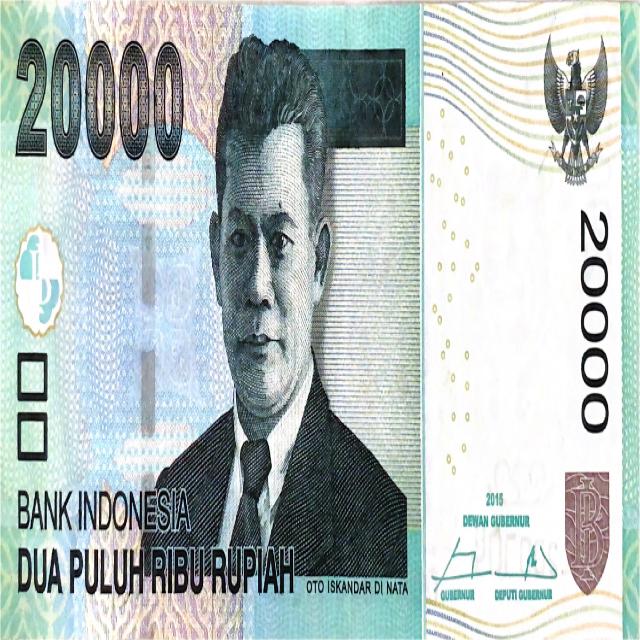 20000
20000
BANK INDONESIA
DUA PULUH RIBU RUPIAH
OTO ISKANDAR DI NATA
2015
DEWAN GUBERNUR
GUBERNUR DEPUTI GUBERNUR